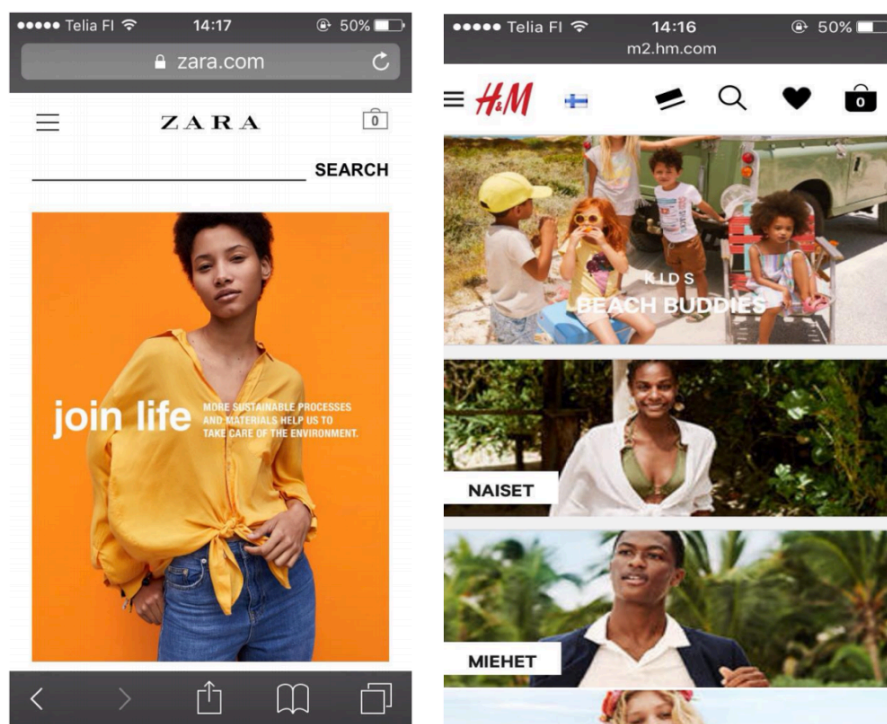 Telia FI 14:17 50%
zara.com
ZARA 0
SEARCH
join life
MORE SUSTAINABLE PROCESSES
AND MATERIALS HELP US TO
TAKE CARE OF THE ENVIRONMENT.
Telia FI 14:16 50%
m2.hm.com
H&M 0
KIDS
BEACH BUDDIES
NAISET
MIEHET